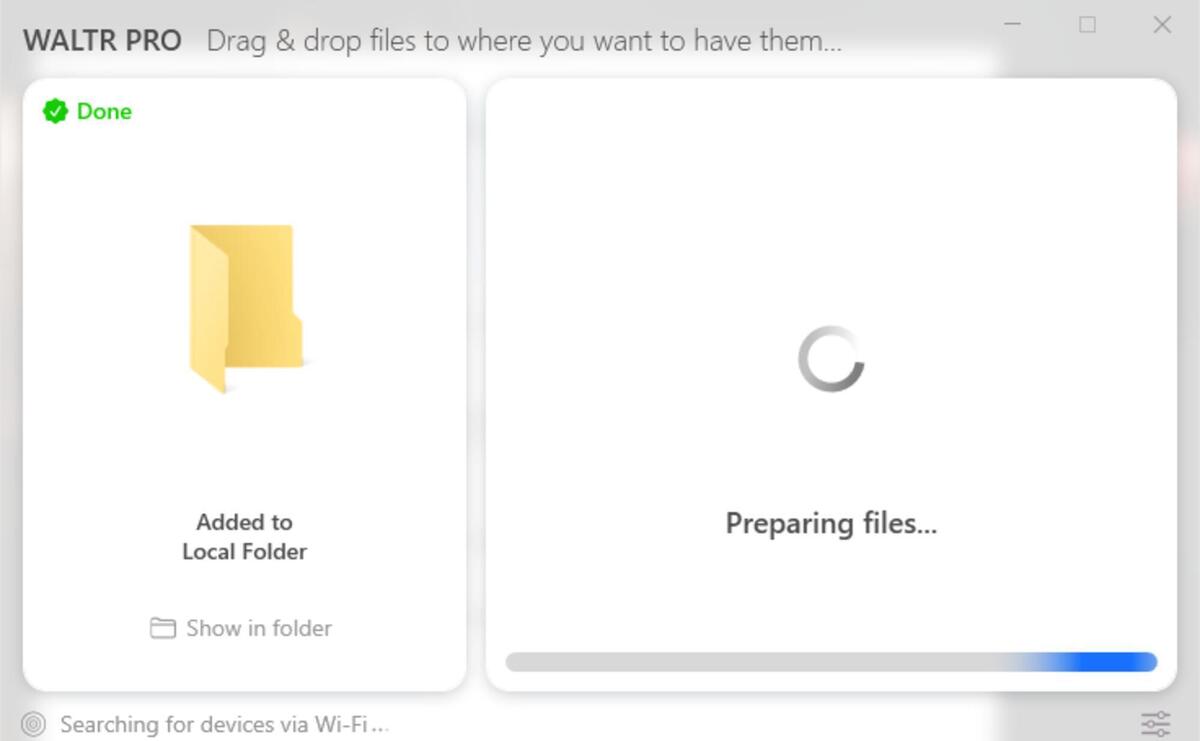 WALTR PRO Drag & drop files to where you want to have them...
Done
Added to
Local Folder
Show in folder
Preparing files...
Searching for devices via Wi-Fi...